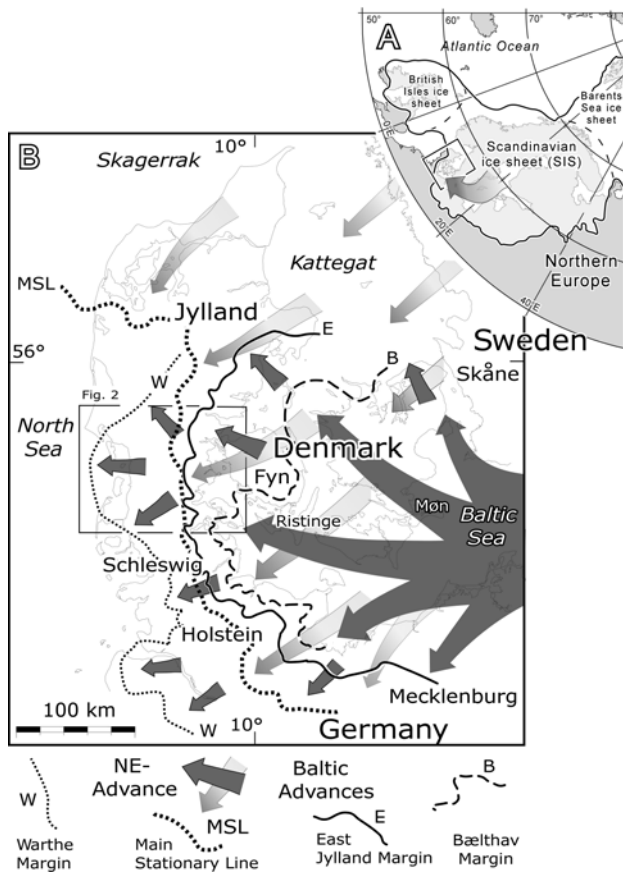 50°
60°
70°
A
Atlantic Ocean
British
Isles ice
sheet
Barents
Sea ice
sheet
0°E
Scandinavian
ice sheet (SIS)
20°E
Northern
Europe
40°E
B
10°
Skagerrak
Kattegat
MSL
Jylland
E
Sweden
56°
B
W
Skåne
Fig. 2
North
Sea
Denmark
Fyn
Møn
Baltic
Sea
Ristinge
Schleswig
Holstein
Mecklenburg
100 km
W
10°
Germany
B
NE-
Advance
Baltic
Advances
W
MSL
E
Warthe
Margin
Main
Stationary Line
East
Jylland Margin
Bælthav
Margin